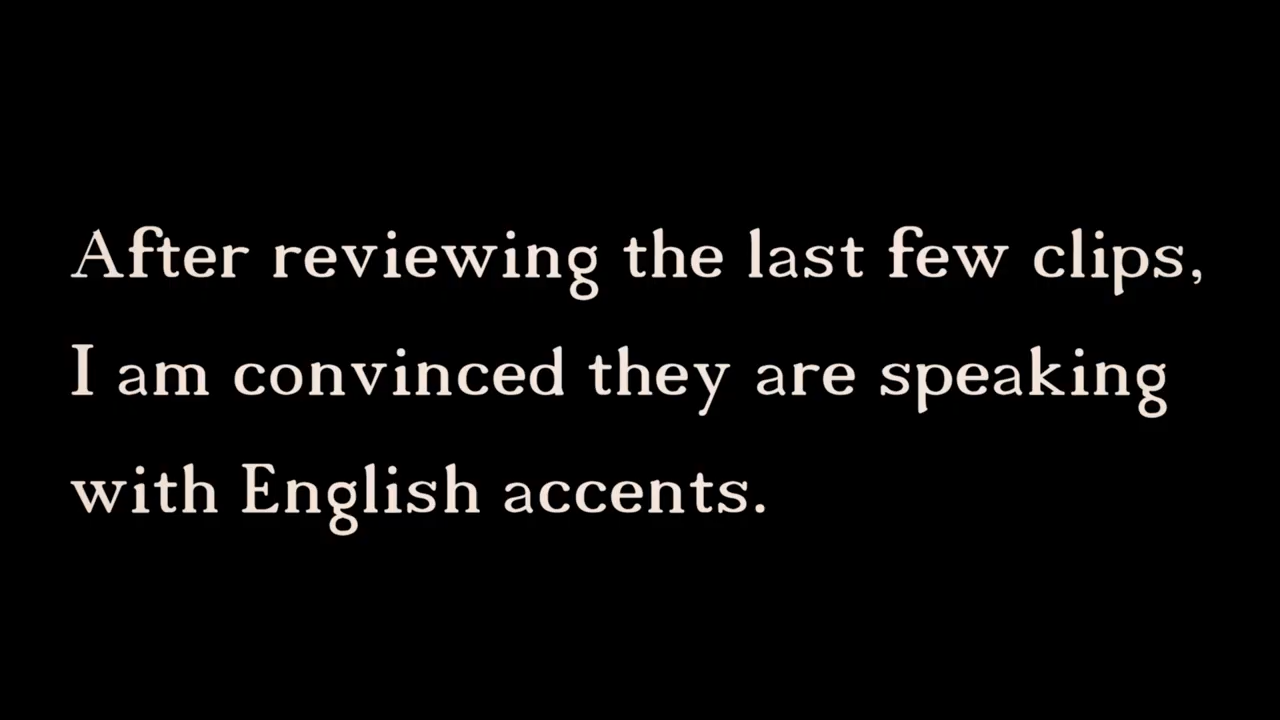 After reviewing the last few clips,
I am convinced they are speaking
with English accents.